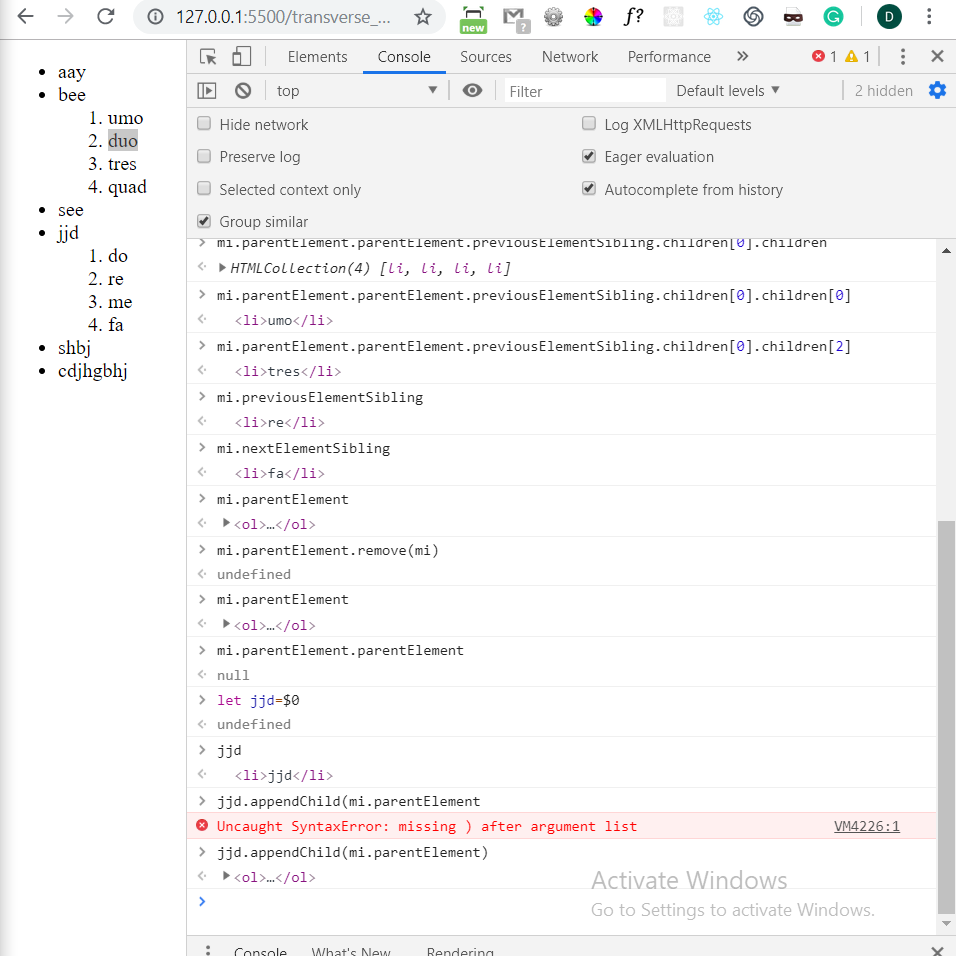 127.0.0.1:5500/transverse_...
new
?
f?
G
D
aay
bee
1. umo
2. duo
3. tres
4. quad
see
jjd
1. do
2. re
3. me
4. fa
shbj
cdjhgbhj
Elements Console Sources Network Performance » 1 1
top Filter Default levels 2 hidden
Hide network Log XMLHttpRequests
Preserve log Eager evaluation
Selected context only Autocomplete from history
Group similar
mi.parentElement.parentElement.previousElementSibling.children[0].children
HTMLCollection(4) [li, li, li, li]
mi.parentElement.parentElement.previousElementSibling.children[0].children[0]
<li>umo</li>
mi.parentElement.parentElement.previousElementSibling.children[0].children[2]
<li>tres</li>
mi.previousElementSibling
<li>re</li>
mi.nextElementSibling
<li>fa</li>
mi.parentElement
<ol>…</ol>
mi.parentElement.remove(mi)
undefined
mi.parentElement
<ol>…</ol>
mi.parentElement.parentElement
null
let jjd=$0
undefined
jjd
<li>jjd</li>
jjd.appendChild(mi.parentElement
Uncaught SyntaxError: missing ) after argument list VM4226:1
jjd.appendChild(mi.parentElement)
<ol>…</ol>
Activate Windows
Go to Settings to activate Windows.
Console What's New Rendering